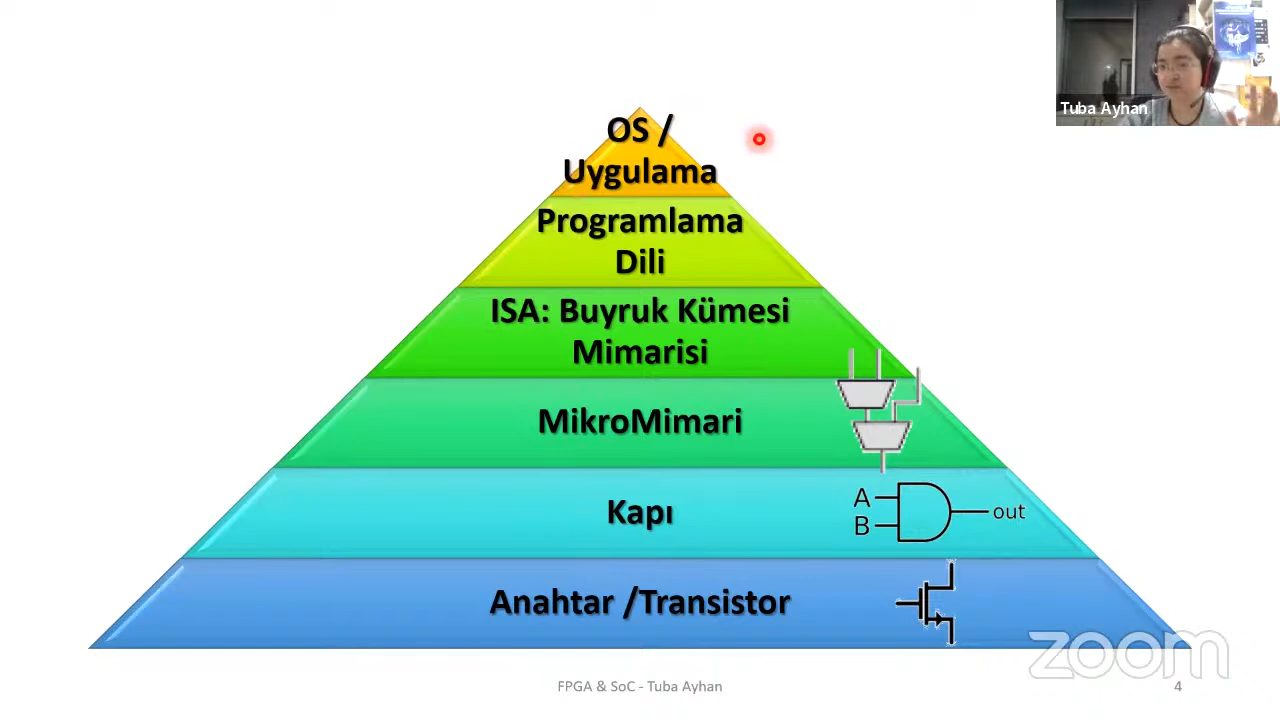 Tuba Ayhan
OS /
Uygulama
Programlama
Dili
ISA: Buyruk Kümesi
Mimarisi
MikroMimari
Kapı
A
B
out
Anahtar /Transistor
zoom
FPGA & SoC - Tuba Ayhan
4